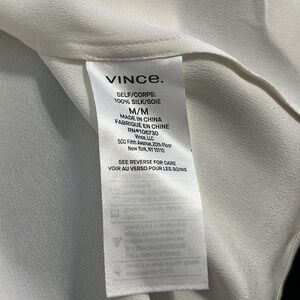 VINCE.
SELF/CORPS:
100% SILK/SOIE
M/M
MADE IN CHINA
FABRIQUÉ EN CHINE
RN#106730
Vince, LLC
500 Fifth Avenue, 20th Floor
New York, NY 10110
SEE REVERSE FOR CARE
VOIR AU VERSO POUR LES SOINS